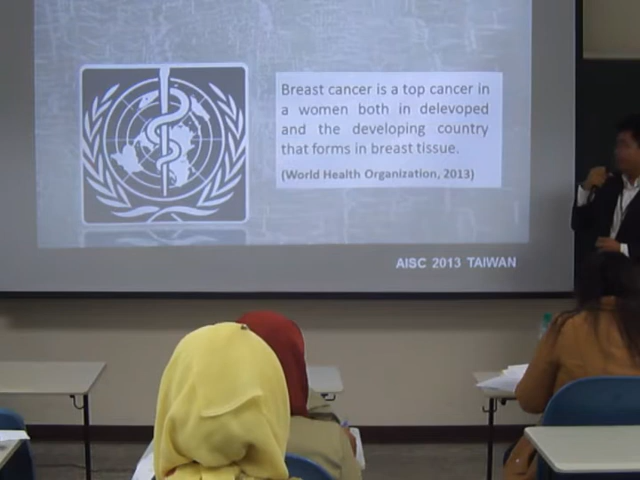 Breast cancer is a top cancer in
a women both in delevoped
and the developing country
that forms in breast tissue.
(World Health Organization, 2013)
AISC 2013 TAIWAN